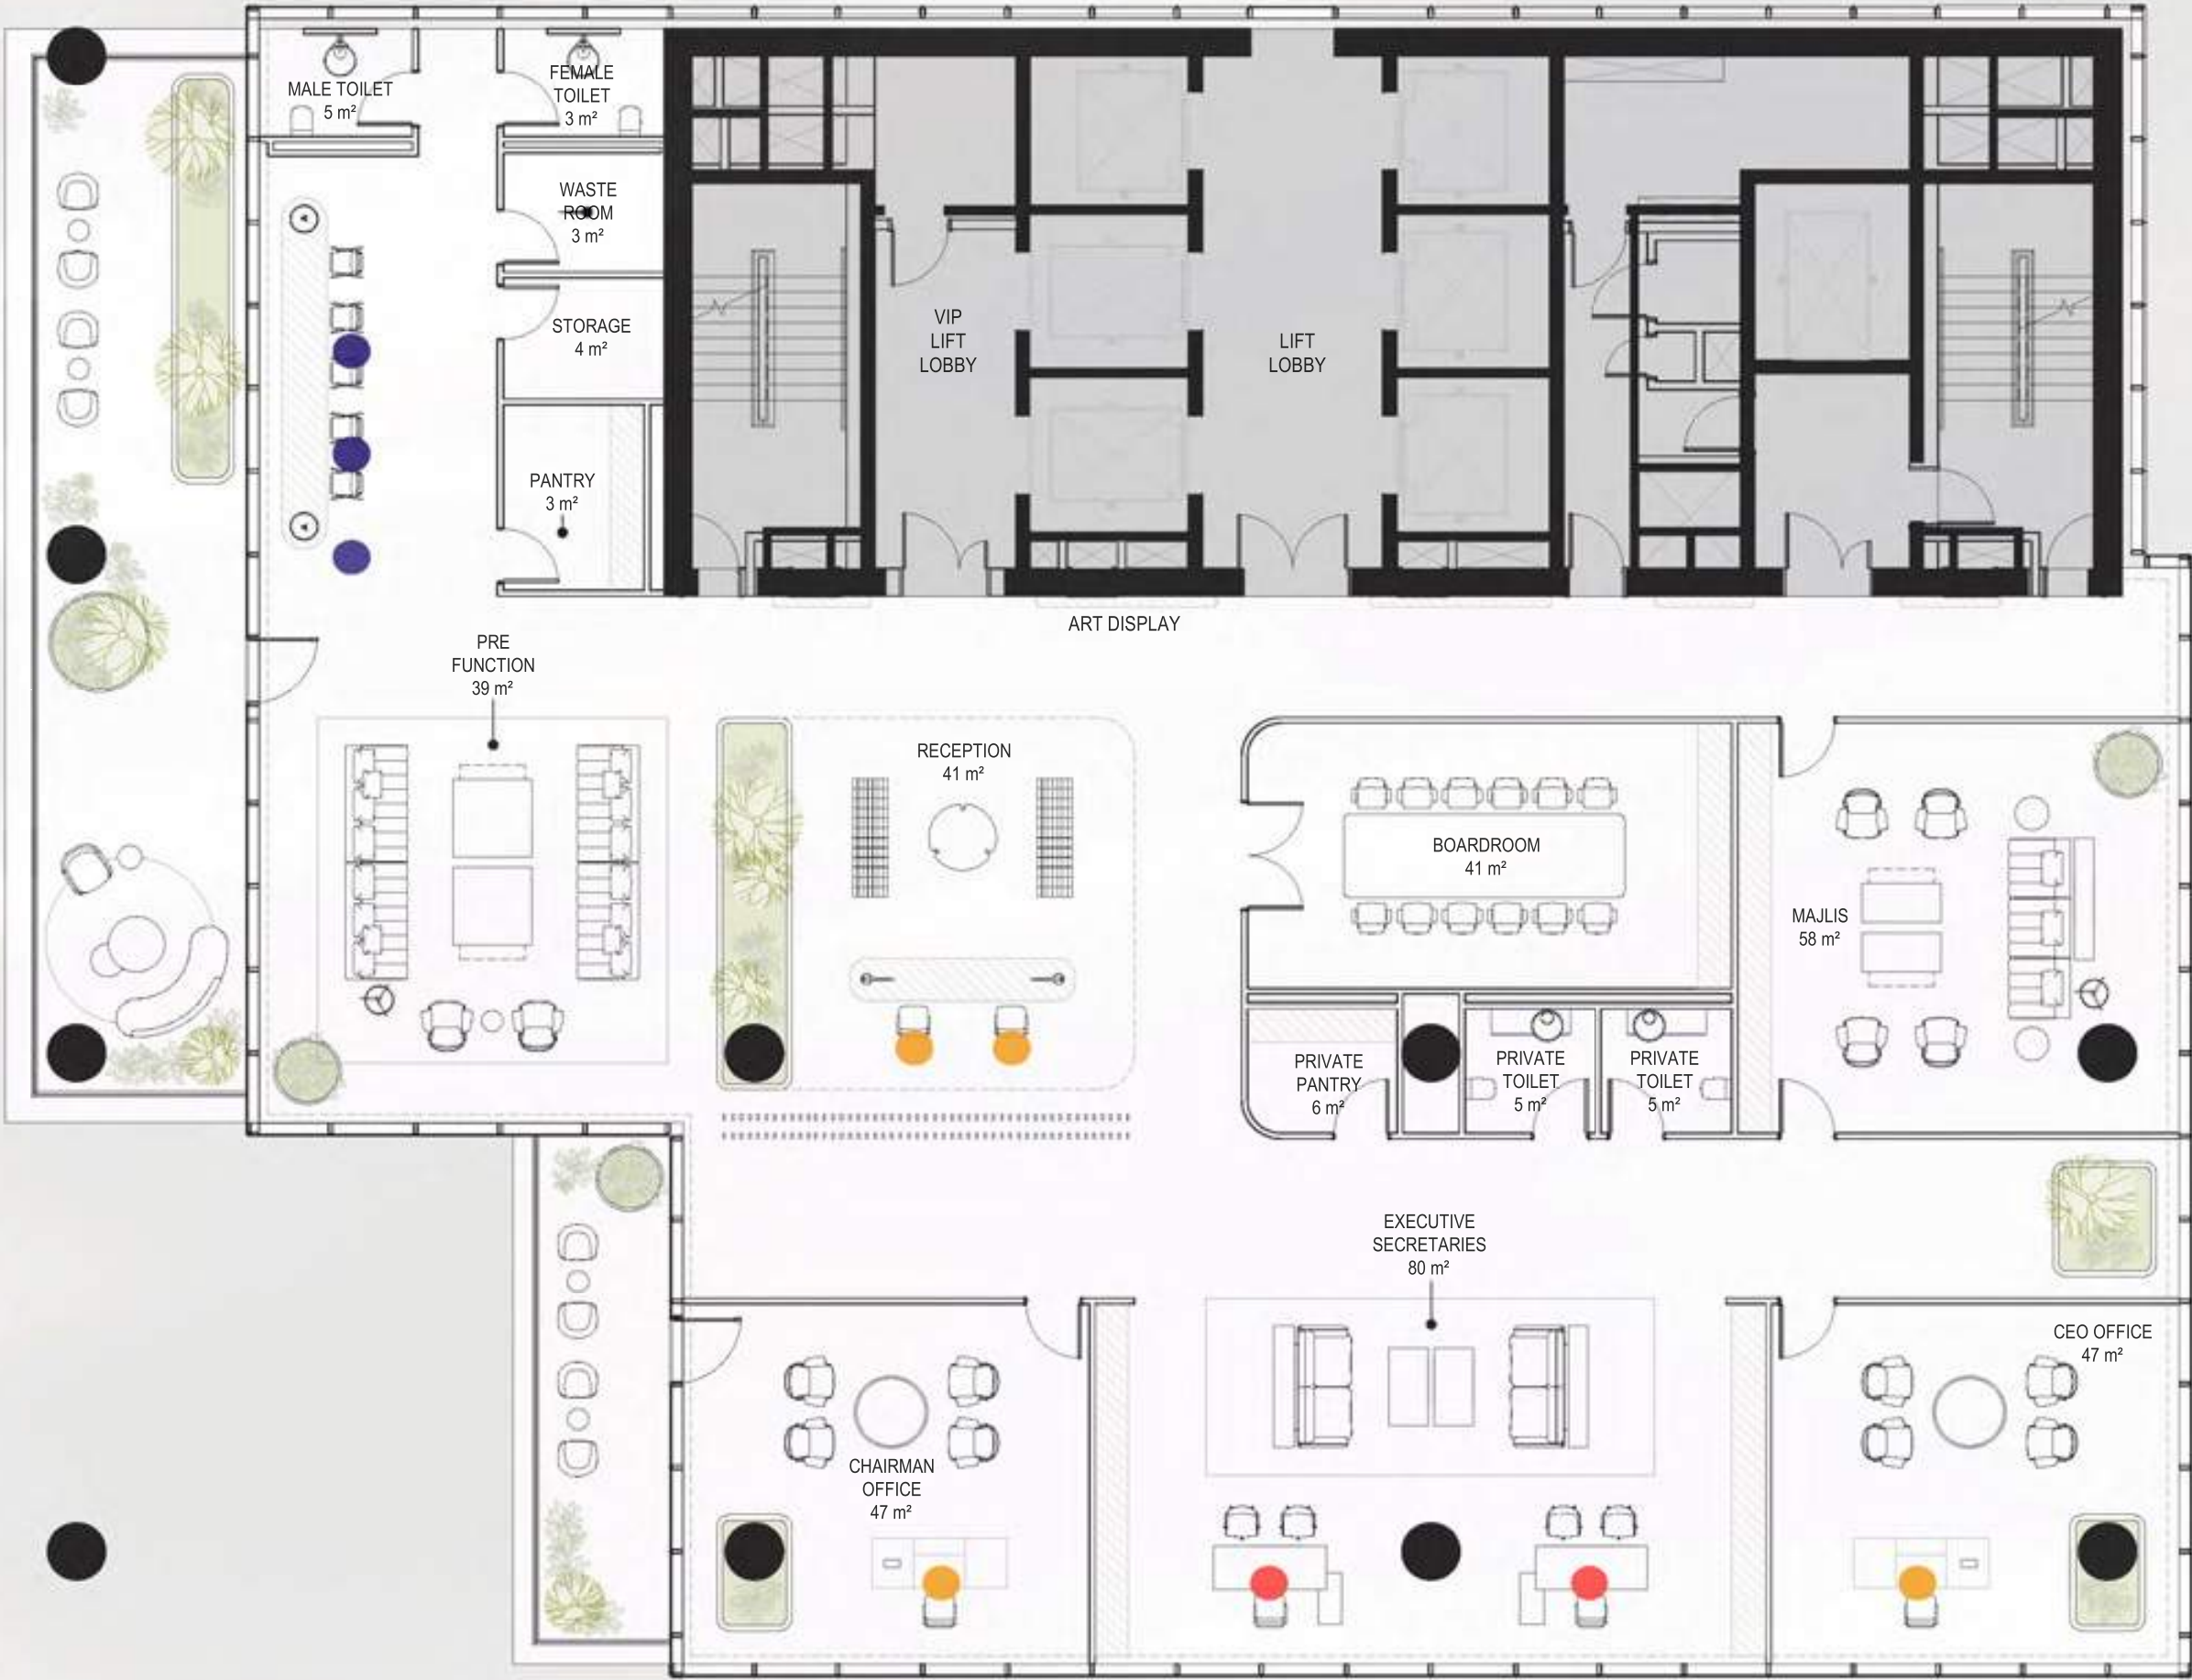 MALE TOILET
5 m²
FEMALE
TOILET
3 m²
WASTE
ROOM
3 m²
STORAGE
4 m²
PANTRY
3 m²
VIP
LIFT
LOBBY
LIFT
LOBBY
ART DISPLAY
PRE
FUNCTION
39 m²
RECEPTION
41 m²
BOARDROOM
41 m²
MAJLIS
58 m²
PRIVATE
PANTRY
6 m²
PRIVATE
TOILET
5 m²
PRIVATE
TOILET
5 m²
EXECUTIVE
SECRETARIES
80 m²
CEO OFFICE
47 m²
CHAIRMAN
OFFICE
47 m²